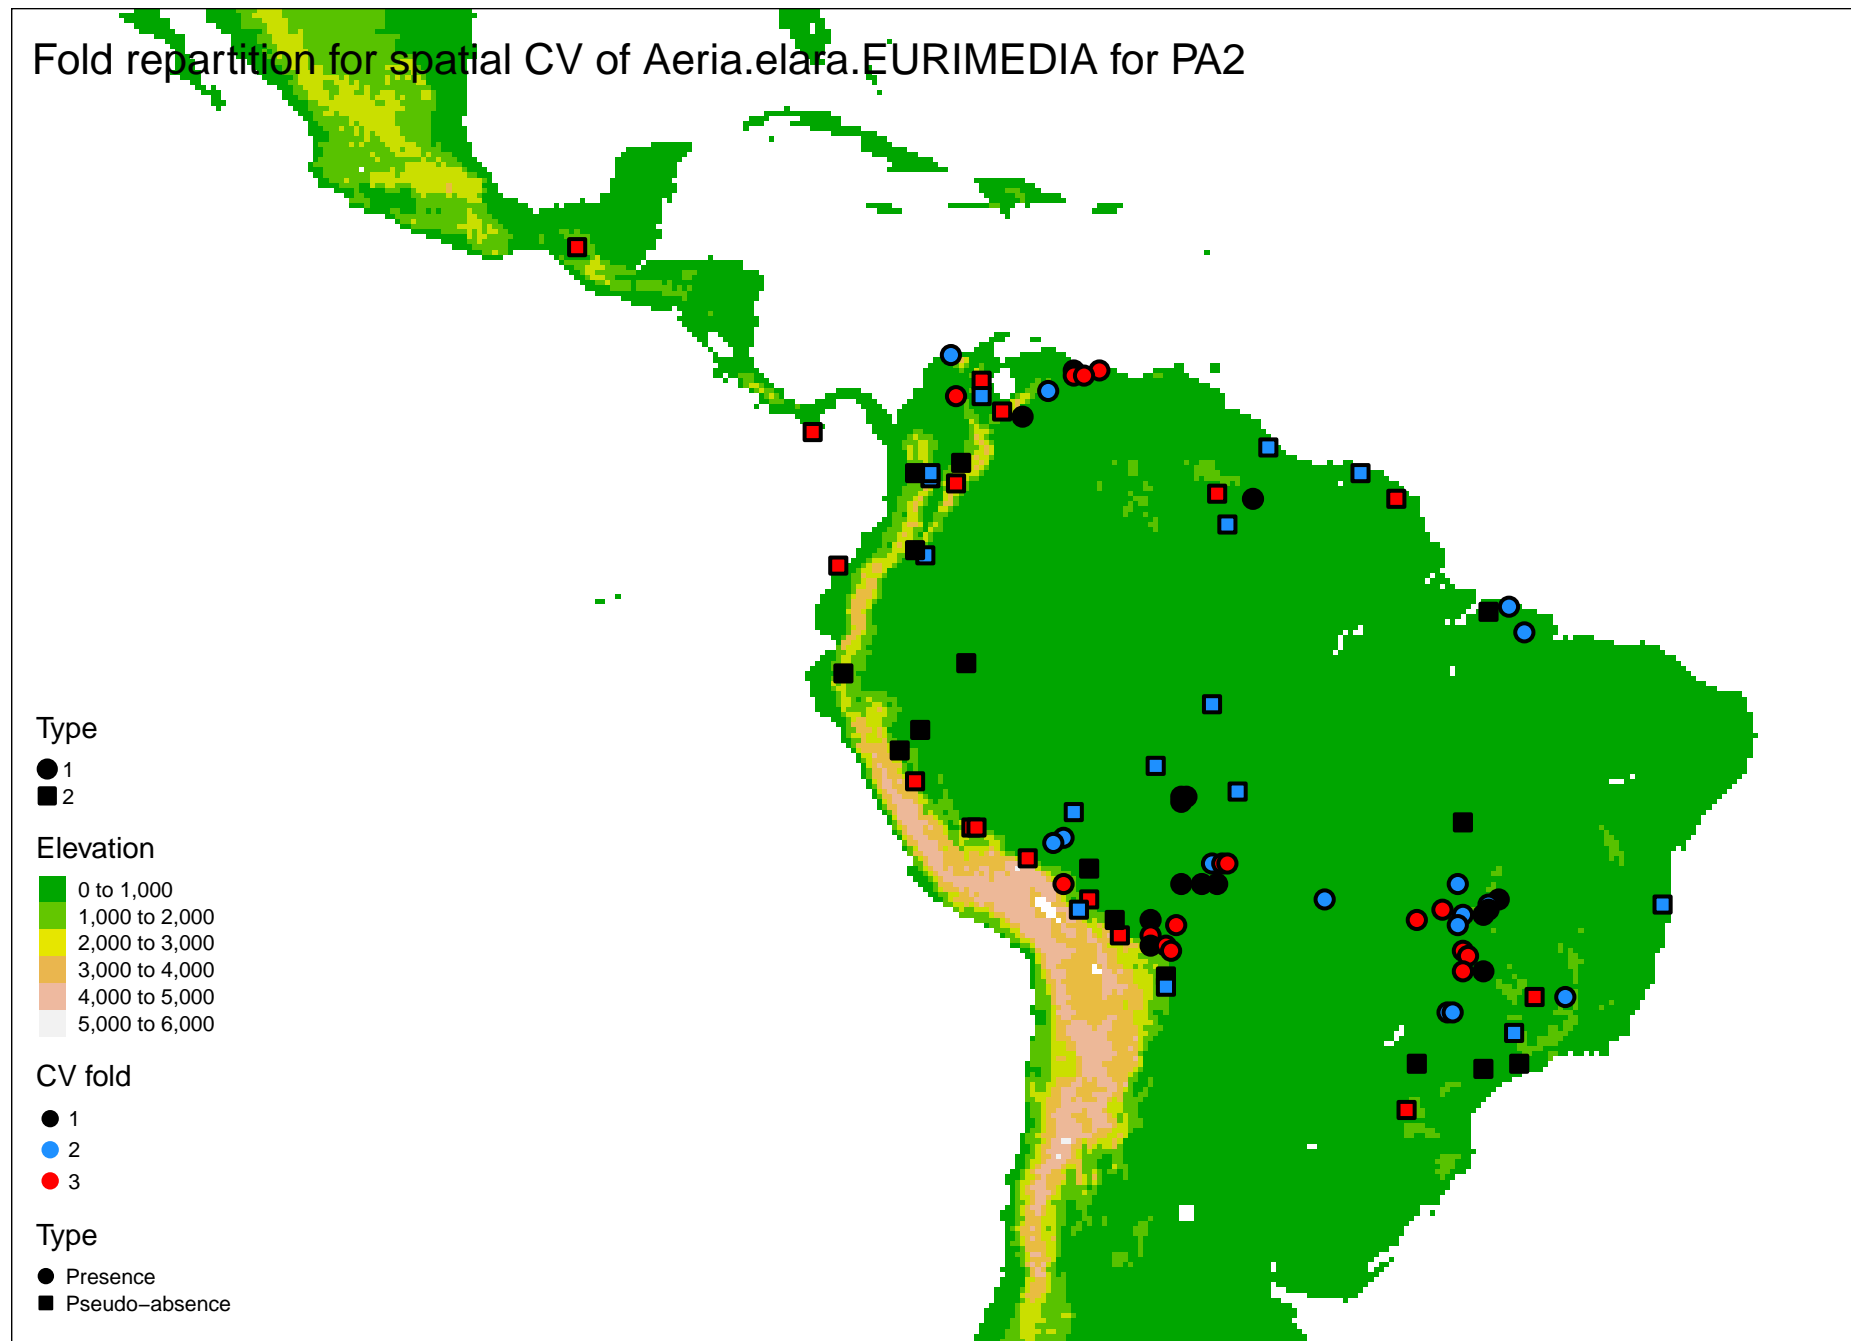 Fold repartition for spatial CV of Aeria.elara.EURIMEDIA for PA2
Type
1
2
Elevation
0 to 1,000
1,000 to 2,000
2,000 to 3,000
3,000 to 4,000
4,000 to 5,000
5,000 to 6,000
CV fold
1
2
3
Type
Presence
Pseudo−absence